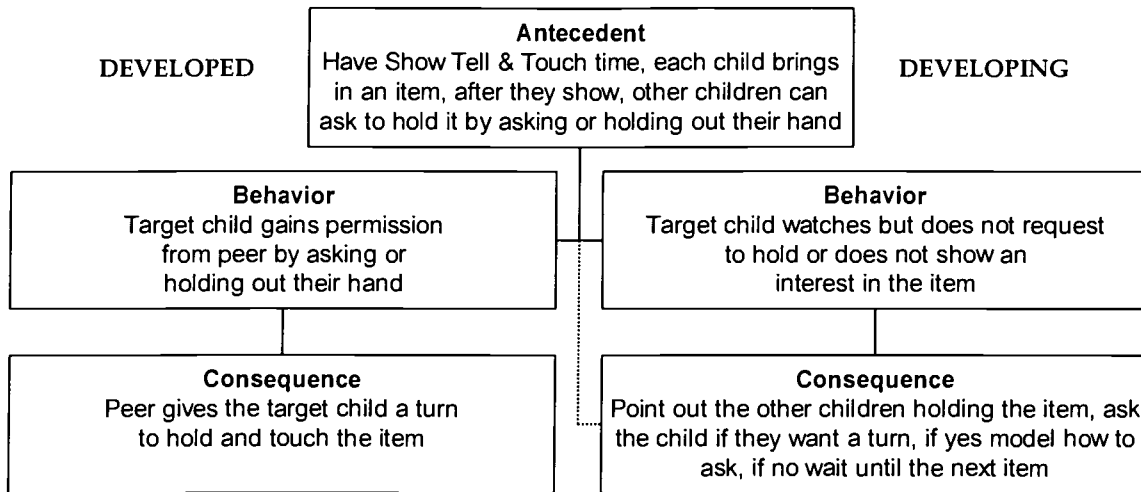 DEVELOPED
Antecedent
Have Show Tell & Touch time, each child brings
in an item, after they show, other children can
ask to hold it by asking or holding out their hand
DEVELOPING
Behavior
Target child gains permission
from peer by asking or
holding out their hand
Behavior
Target child watches but does not request
to hold or does not show an
interest in the item
Consequence
Peer gives the target child a turn
to hold and touch the item
Consequence
Point out the other children holding the item, ask
the child if they want a turn, if yes model how to
ask, if no wait until the next item